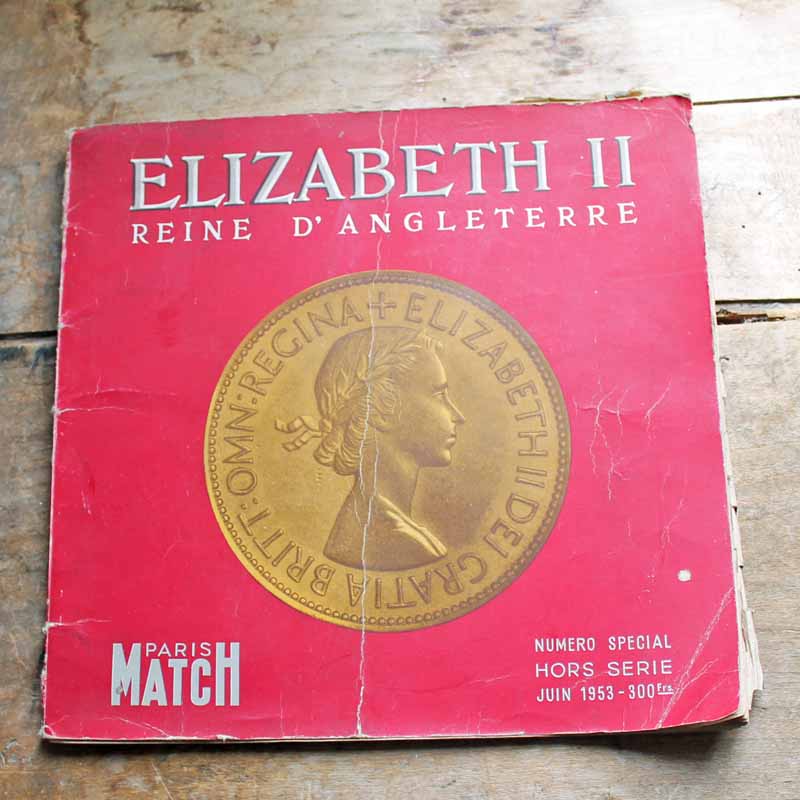 ELIZABETH II
REINE D'ANGLETERRE
+ ELIZABETH II DEI GRATIA BRITT: OMN: REGINA
PARIS
MATCH
NUMERO SPECIAL
HORS SERIE
JUIN 1953 - 300 Frs